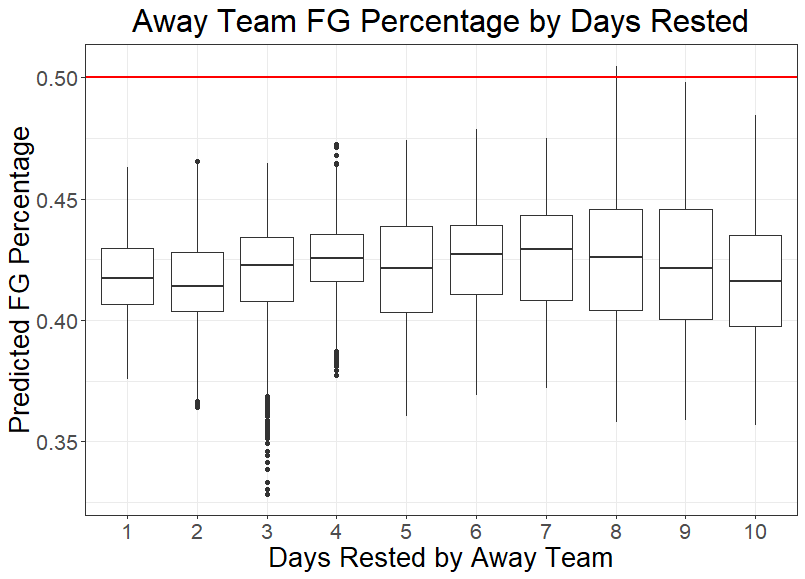 Away Team FG Percentage by Days Rested
Predicted FG Percentage
0.50
0.45
0.40
0.35
1 2 3 4 5 6 7 8 9 10
Days Rested by Away Team